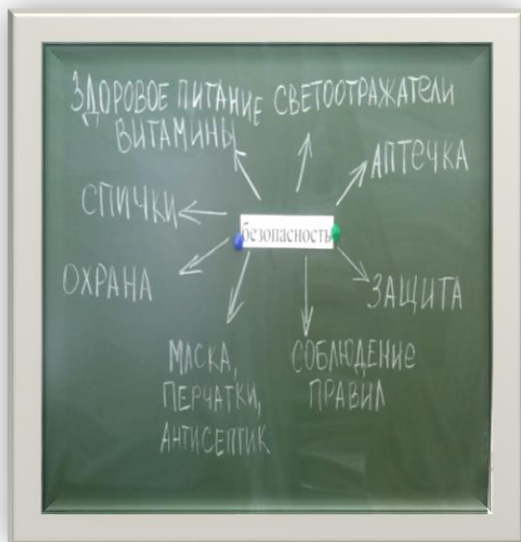 ЗДОРОВОЕ ПИТАНИЕ
ВИТАМИНЫ
СВЕТООТРАЖАТЕЛИ
АПТЕЧКА
СПИЧКИ
безопасность
ОХРАНА
ЗАЩИТА
МАСКА,
ПЕРЧАТКИ,
АНТИСЕПТИК
СОБЛЮДЕНИЕ
ПРАВИЛ